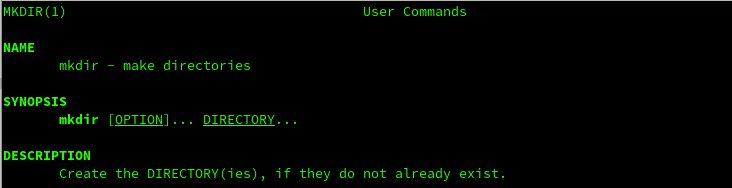 MKDIR(1) User Commands
NAME
mkdir - make directories
SYNOPSIS
mkdir [OPTION]... DIRECTORY...
DESCRIPTION
Create the DIRECTORY(ies), if they do not already exist.